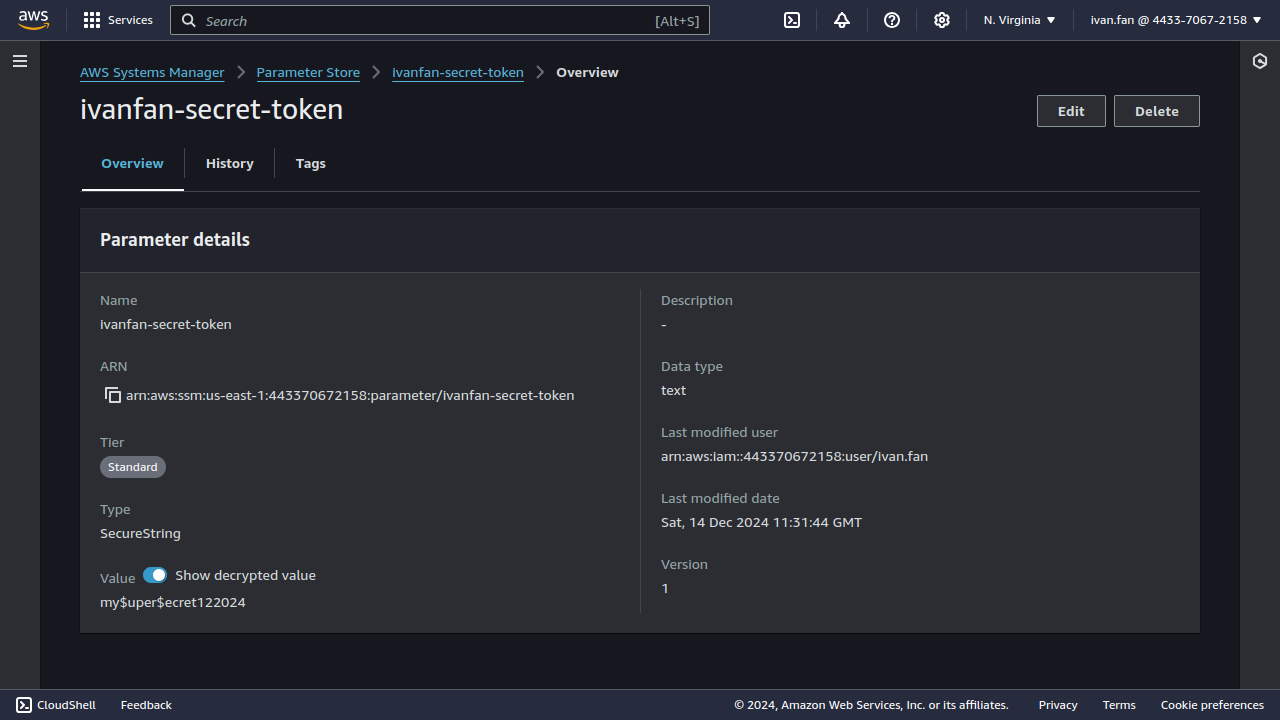 aws
Services
Search
[Alt+S]
N. Virginia
ivan.fan @ 4433-7067-2158
AWS Systems Manager
Parameter Store
ivanfan-secret-token
Overview
ivanfan-secret-token
Edit
Delete
Overview
History
Tags
Parameter details
Name
ivanfan-secret-token
ARN
arn:aws:ssm:us-east-1:443370672158:parameter/ivanfan-secret-token
Tier
Standard
Type
SecureString
Value
Show decrypted value
my$uper$ecret122024
Description
-
Data type
text
Last modified user
arn:aws:iam::443370672158:user/ivan.fan
Last modified date
Sat, 14 Dec 2024 11:31:44 GMT
Version
1
CloudShell
Feedback
© 2024, Amazon Web Services, Inc. or its affiliates.
Privacy
Terms
Cookie preferences